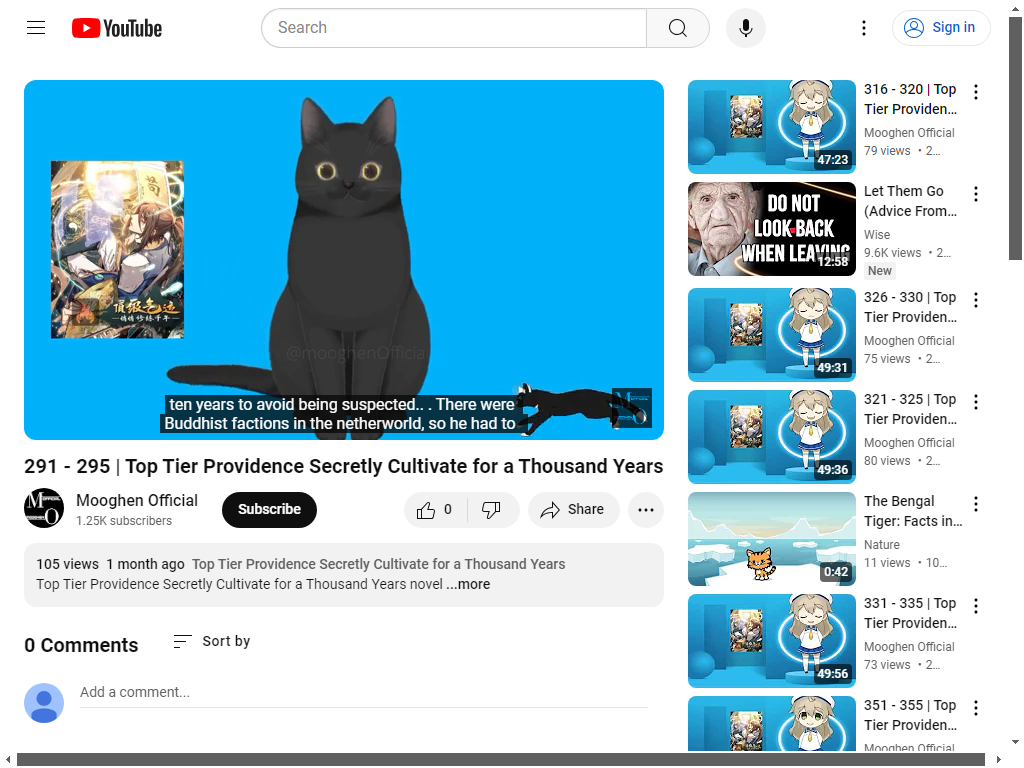 YouTube
Search
Sign in
頂級氣運
悄悄修練千年
@mooghenOfficial
ten years to avoid being suspected.. . There were
Buddhist factions in the netherworld, so he had to
291 - 295 | Top Tier Providence Secretly Cultivate for a Thousand Years
Mooghen Official
1.25K subscribers
Subscribe
0
Share
105 views 1 month ago Top Tier Providence Secretly Cultivate for a Thousand Years
Top Tier Providence Secretly Cultivate for a Thousand Years novel ...more
0 Comments
Sort by
Add a comment...
47:23
316 - 320 | Top
Tier Providen...
Mooghen Official
79 views • 2...
DO NOT
LOOK BACK
WHEN LEAVING
12:58
Let Them Go
(Advice From...
Wise
9.6K views • 2...
New
49:31
326 - 330 | Top
Tier Providen...
Mooghen Official
75 views • 2...
49:36
321 - 325 | Top
Tier Providen...
Mooghen Official
80 views • 2...
0:42
The Bengal
Tiger: Facts in...
Nature
11 views • 10...
49:56
331 - 335 | Top
Tier Providen...
Mooghen Official
73 views • 2...
351 - 355 | Top
Tier Providen...
Mooghen Official